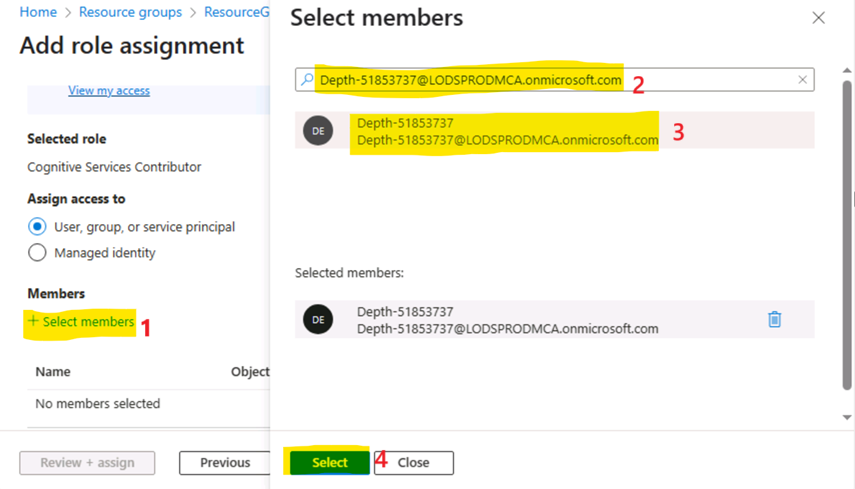 Home > Resource groups > ResourceG
Add role assignment
View my access
Selected role
Cognitive Services Contributor
Assign access to
User, group, or service principal
Managed identity
Members
+ Select members 1
Name Object
No members selected
Review + assign Previous
Select members
Depth-51853737@LODSPRODMCA.onmicrosoft.com 2
DE
Depth-51853737
Depth-51853737@LODSPRODMCA.onmicrosoft.com 3
Selected members:
DE
Depth-51853737
Depth-51853737@LODSPRODMCA.onmicrosoft.com
Select 4 Close